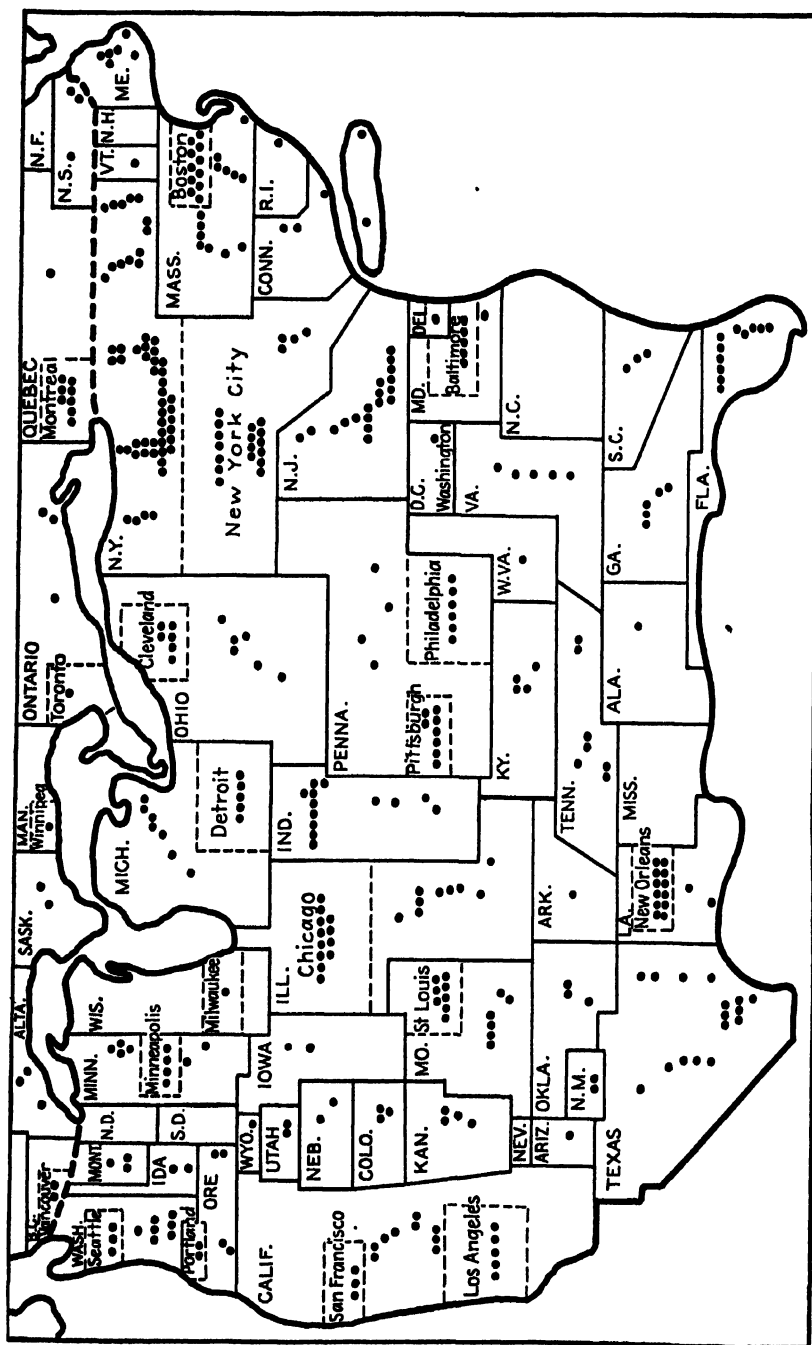 B.C.
Vancouver
ALTA.
SASK.
MAN.
Winnipeg
ONTARIO
Toronto
QUEBEC
Montreal
N.F.
N.S.
WASH.
Seattle
Portland
MONT.
IDA
ORE
N.D.
S.D.
MINN.
Minneapolis
WIS.
Milwaukee
MICH.
Detroit
OHIO
Cleveland
N.Y.
New York City
VT.
N.H.
ME.
MASS.
Boston
CONN.
R.I.
CALIF.
San Francisco
Los Angeles
WYO.
UTAH
NEB.
COLO.
KAN.
IOWA
ILL.
Chicago
IND.
PENNA.
Pittsburgh
Philadelphia
N.J.
MD.
DEL.
Baltimore
D.C.
Washington
MO.
St Louis
KY.
W.VA.
VA.
N.C.
NEV.
ARIZ.
OKLA.
N.M.
ARK.
TENN.
TEXAS
LA.
New Orleans
MISS.
ALA.
GA.
S.C.
FLA.